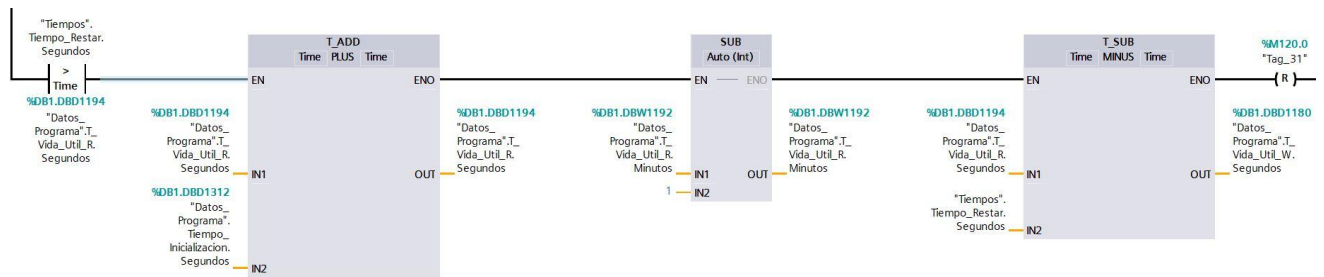 "Tiempos".
Tiempo_Restar.
Segundos
>
Time
%DB1.DBD1194
"Datos_
Programa".T_
Vida_Util_R.
Segundos
T_ADD
Time PLUS Time
EN
ENO
%DB1.DBD1194
"Datos_
Programa".T_
Vida_Util_R.
Segundos
IN1
%DB1.DBD1312
"Datos_
Programa".
Tiempo_
Inicializacion.
Segundos
IN2
OUT
%DB1.DBD1194
"Datos_
Programa".T_
Vida_Util_R.
Segundos
SUB
Auto (Int)
EN
ENO
%DB1.DBW1192
"Datos_
Programa".T_
Vida_Util_R.
Minutos
IN1
1
IN2
OUT
%DB1.DBW1192
"Datos_
Programa".T_
Vida_Util_R.
Minutos
T_SUB
Time MINUS Time
EN
ENO
%DB1.DBD1194
"Datos_
Programa".T_
Vida_Util_R.
Segundos
IN1
"Tiempos".
Tiempo_Restar.
Segundos
IN2
OUT
%DB1.DBD1180
"Datos_
Programa".T_
Vida_Util_W.
Segundos
%M120.0
"Tag_31"
R